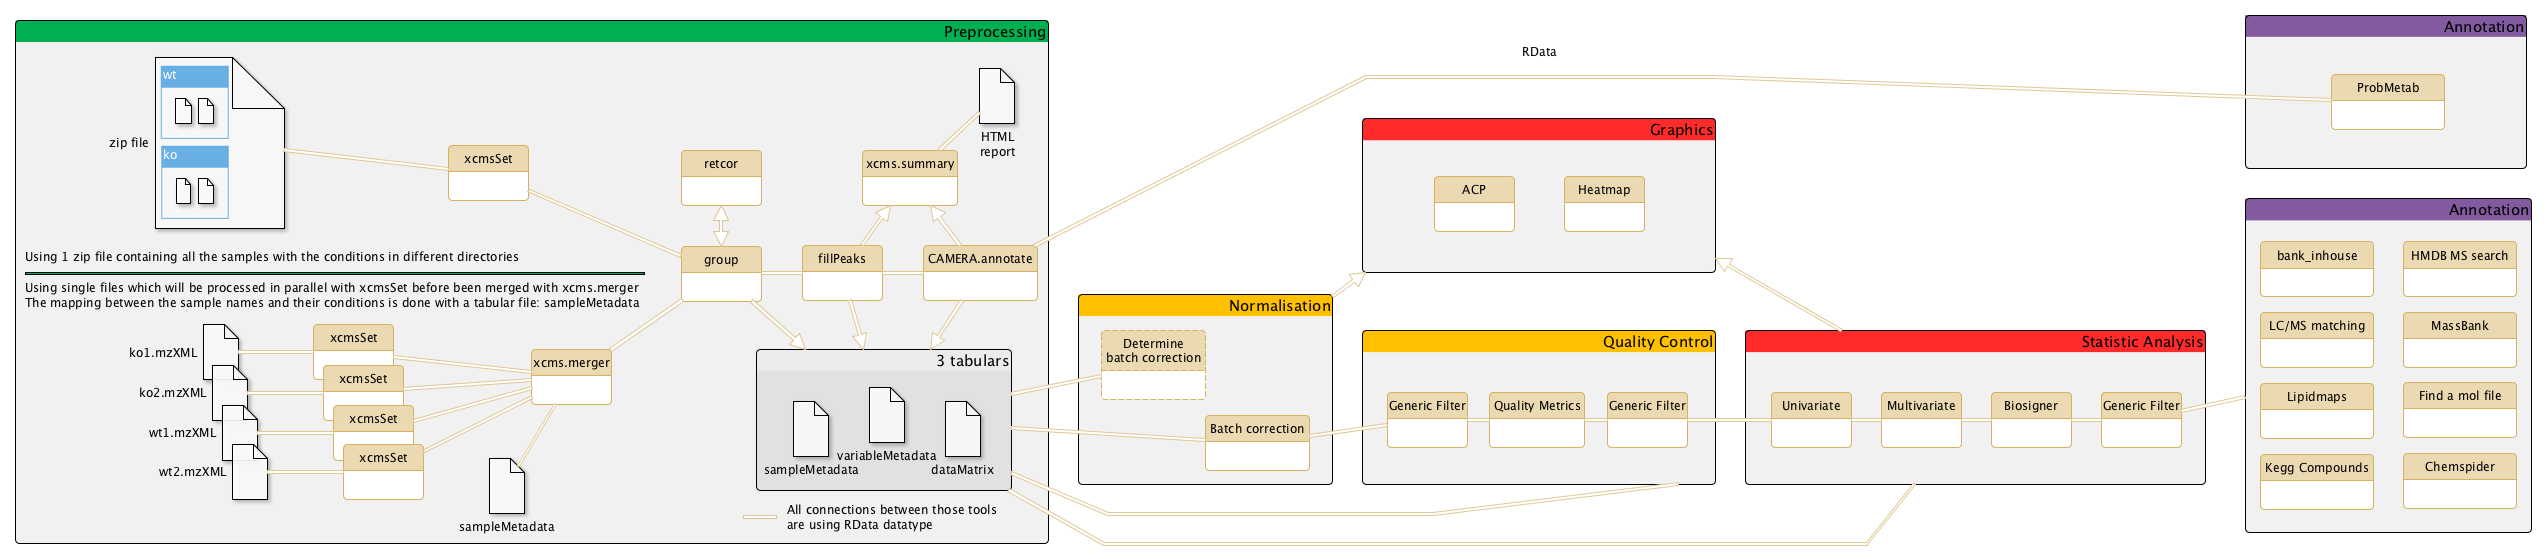 Preprocessing
wt
ko
zip file
xcmsSet
retcor
xcms.summary
HTML
report
group
fillPeaks
CAMERA.annotate
Using 1 zip file containing all the samples with the conditions in different directories
Using single files which will be processed in parallel with xcmsSet before been merged with xcms.merger
The mapping between the sample names and their conditions is done with a tabular file: sampleMetadata
ko1.mzXML
xcmsSet
ko2.mzXML
xcmsSet
wt1.mzXML
xcmsSet
wt2.mzXML
xcmsSet
xcms.merger
sampleMetadata
3 tabulars
sampleMetadata
variableMetadata
dataMatrix
All connections between those tools
are using RData datatype
RData
Normalisation
Determine
batch correction
Batch correction
Graphics
ACP
Heatmap
Quality Control
Generic Filter
Quality Metrics
Generic Filter
Statistic Analysis
Univariate
Multivariate
Biosigner
Generic Filter
Annotation
ProbMetab
Annotation
bank_inhouse
HMDB MS search
LC/MS matching
MassBank
Lipidmaps
Find a mol file
Kegg Compounds
Chemspider